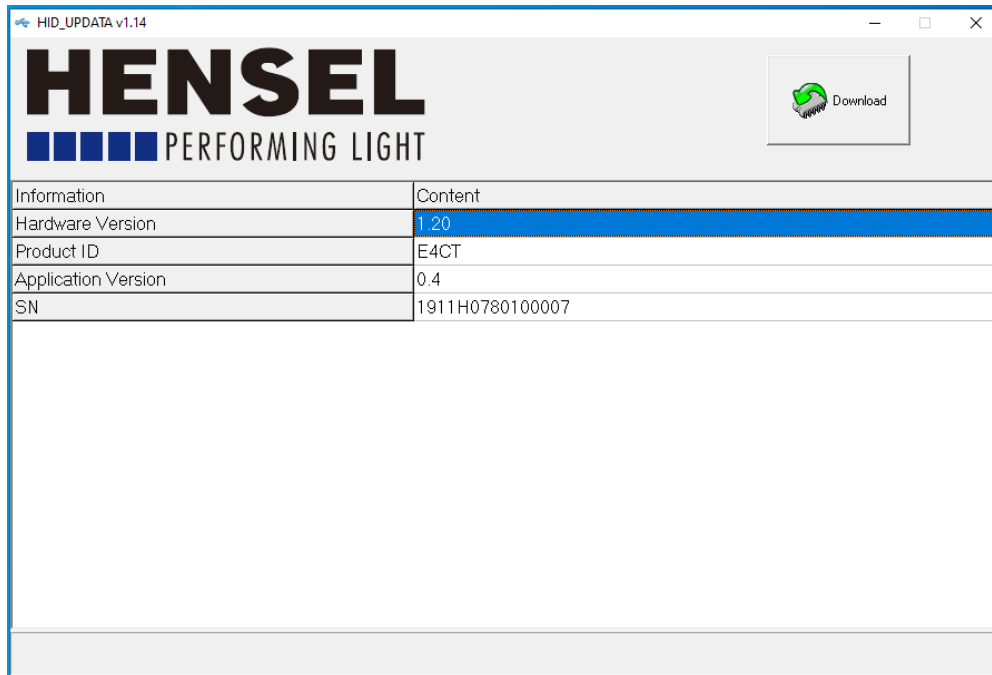 HID_UPDATA v1.14
HENSEL
PERFORMING LIGHT
Download
Information Content
Hardware Version 1.20
Product ID E4CT
Application Version 0.4
SN 1911H0780100007